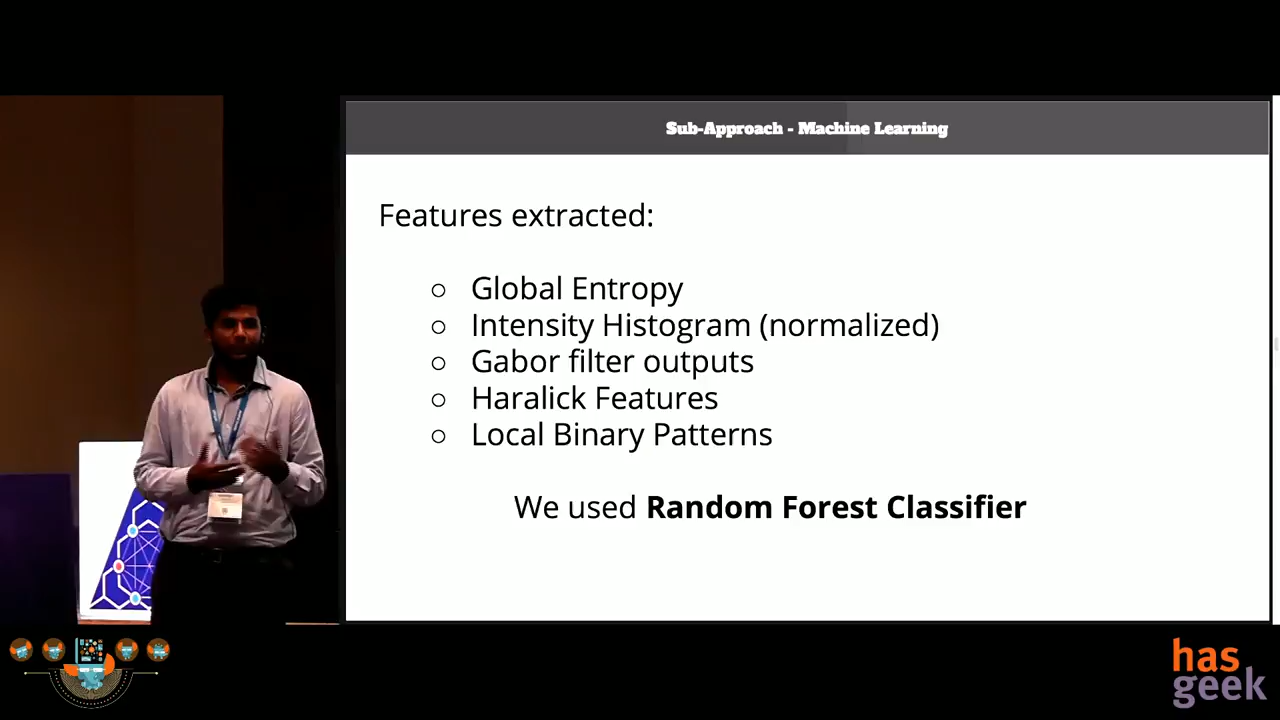 Sub-Approach - Machine Learning
Features extracted:
○ Global Entropy
○ Intensity Histogram (normalized)
○ Gabor filter outputs
○ Haralick Features
○ Local Binary Patterns
We used Random Forest Classifier
has
geek